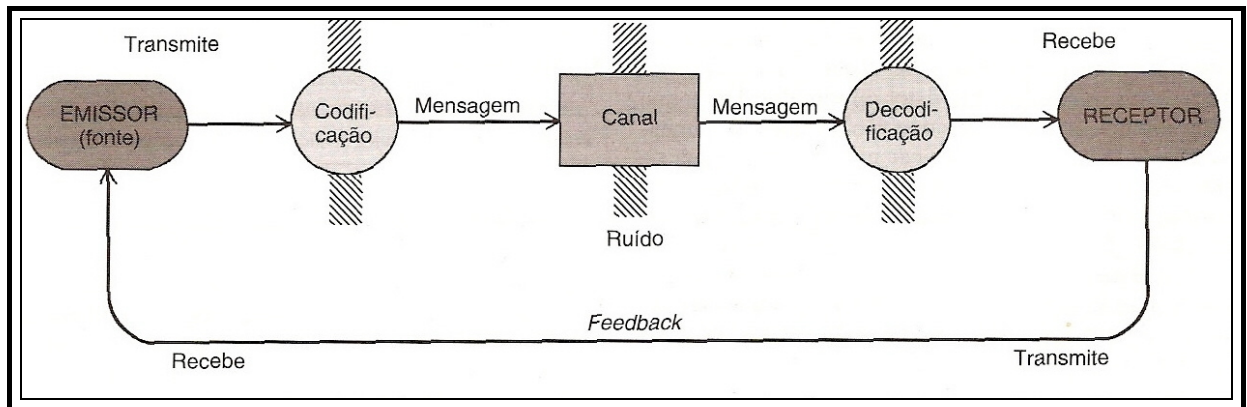 Transmite
Recebe
EMISSOR
(fonte)
Codifi-
cação
Mensagem
Canal
Mensagem
Decodi-
ficação
RECEPTOR
Ruído
Feedback
Recebe
Transmite